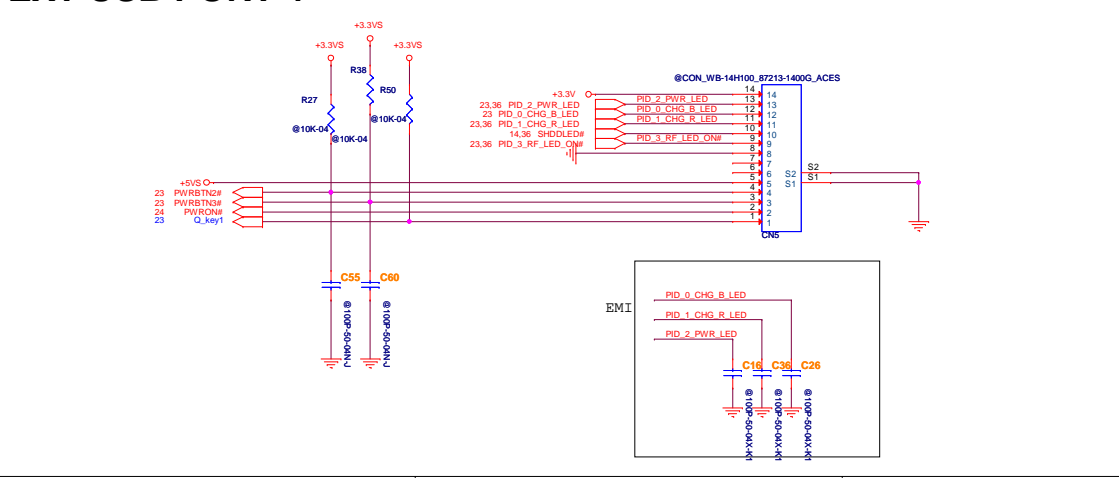 +3.3VS
+3.3VS
+3.3VS
R38
R50
R27
@10K-04
@10K-04
@10K-04
@CON_WB-14H100_87213-1400G_ACES
+3.3V
23,36 PID_2_PWR_LED
23 PID_0_CHG_B_LED
23,36 PID_1_CHG_R_LED
14,36 SHDDLED#
23,36 PID_3_RF_LED_ON#
PID_2_PWR_LED
PID_0_CHG_B_LED
PID_1_CHG_R_LED
PID_3_RF_LED_ON#
14 14
13 13
12 12
11 11
10 10
9 9
8 8
7 7
6 6
5 5
4 4
3 3
2 2
1 1
S2 S2
S1 S1
CN5
+5VS
23 PWRBTN2#
23 PWRBTN3#
24 PWRON#
23 Q_key1
C55
C60
@100P-50-04N-J
@100P-50-04N-J
EMI
PID_0_CHG_B_LED
PID_1_CHG_R_LED
PID_2_PWR_LED
C16
C36
C26
@100P-50-04X-K1
@100P-50-04X-K1
@100P-50-04X-K1